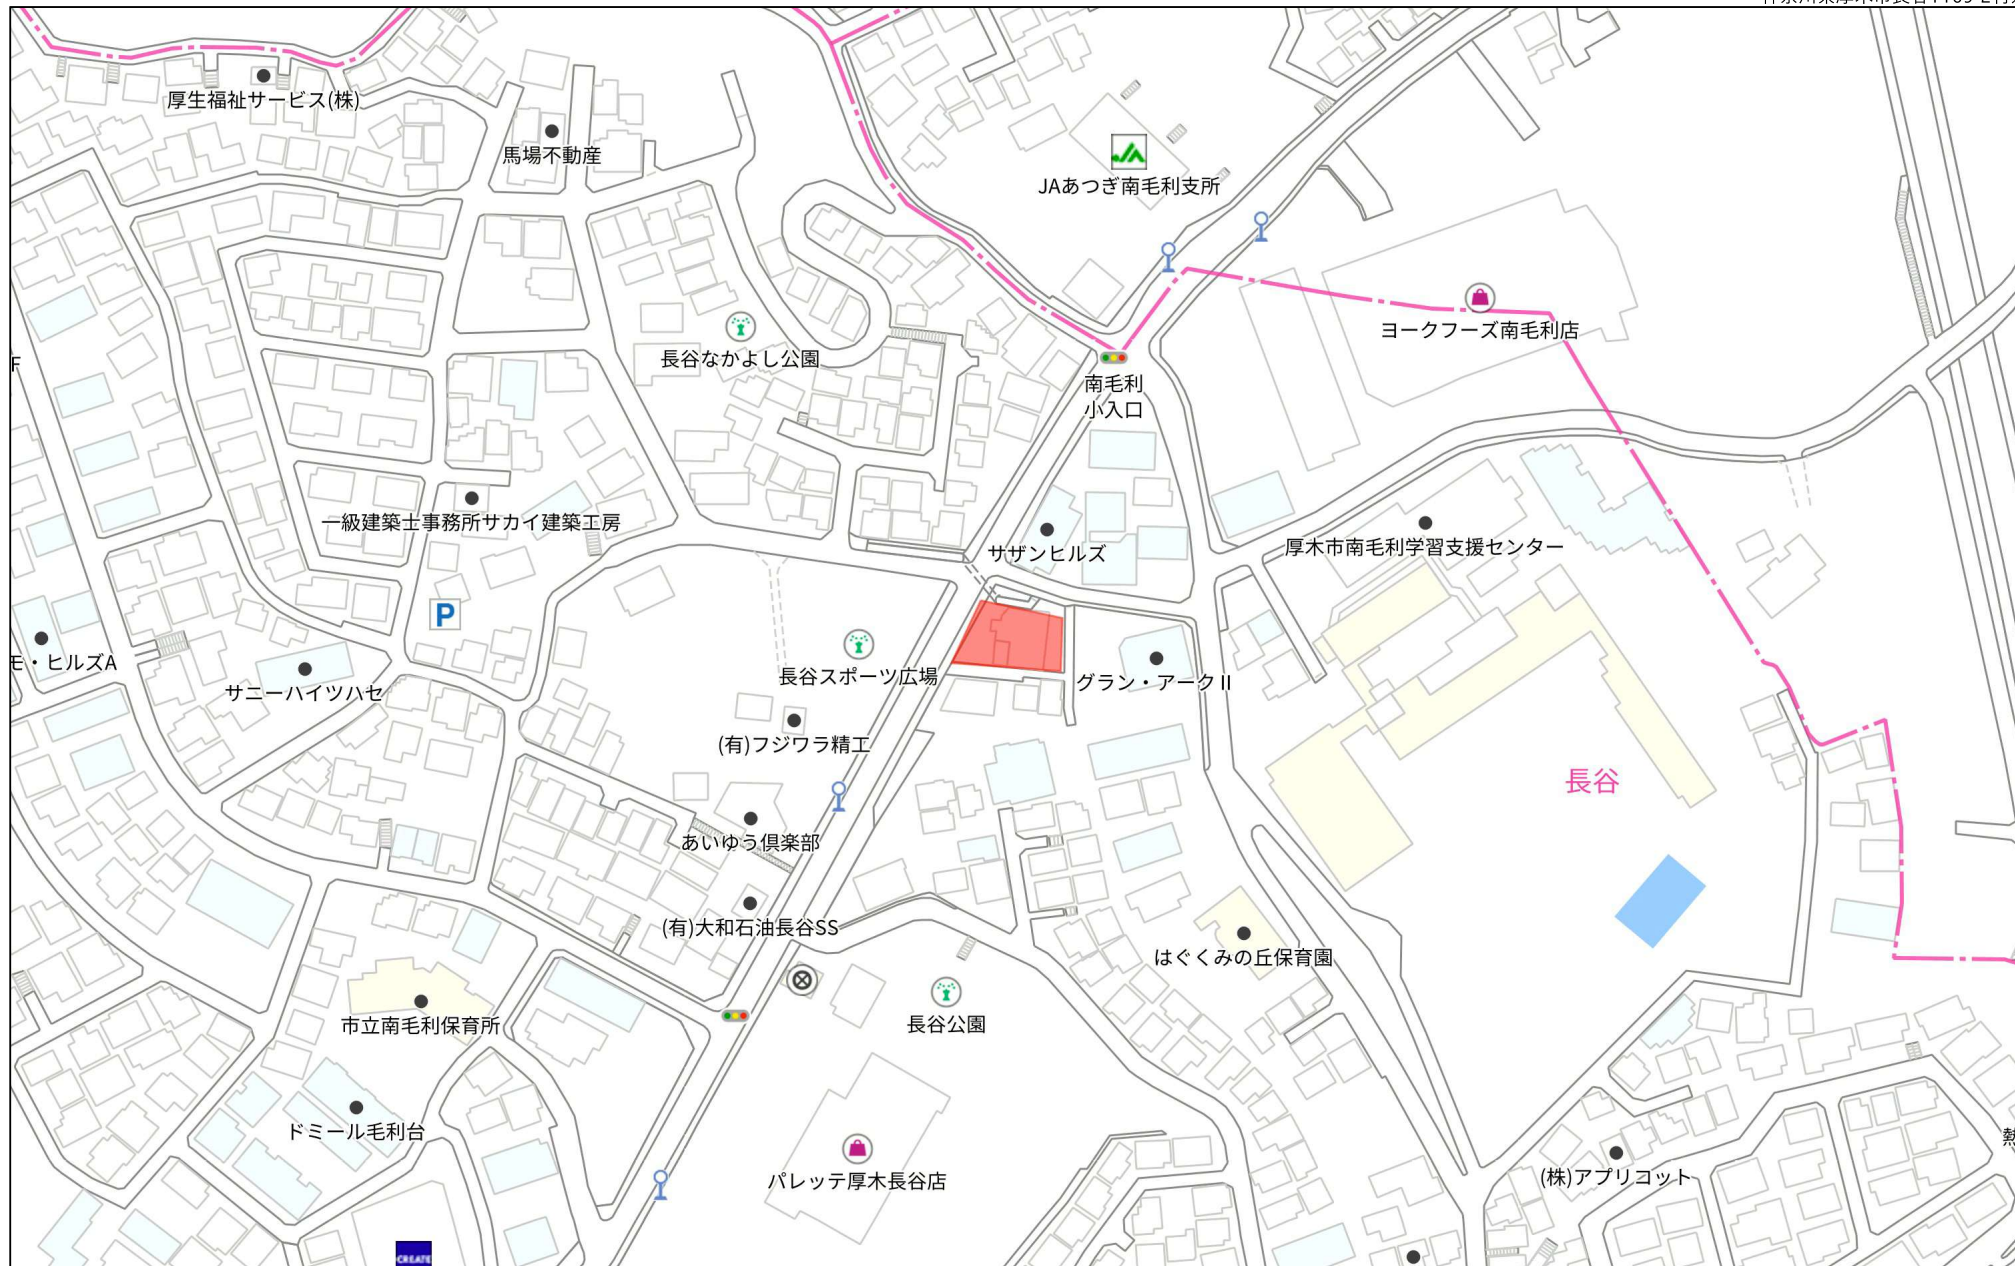 厚生福祉サービス(株)
馬場不動産
JAあつぎ南毛利支所
ヨークフーズ南毛利店
長谷なかよし公園
南毛利
小入口
一級建築士事務所サカイ建築工房
サザンヒルズ
厚木市南毛利学習支援センター
P
モ・ヒルズA
サニーハイツハセ
長谷スポーツ広場
グラン・アークⅡ
(有)フジワラ精工
長谷
あいゆう倶楽部
(有)大和石油長谷SS
はぐくみの丘保育園
市立南毛利保育所
長谷公園
ドミール毛利台
パレッテ厚木長谷店
(株)アプリコット
CREATE